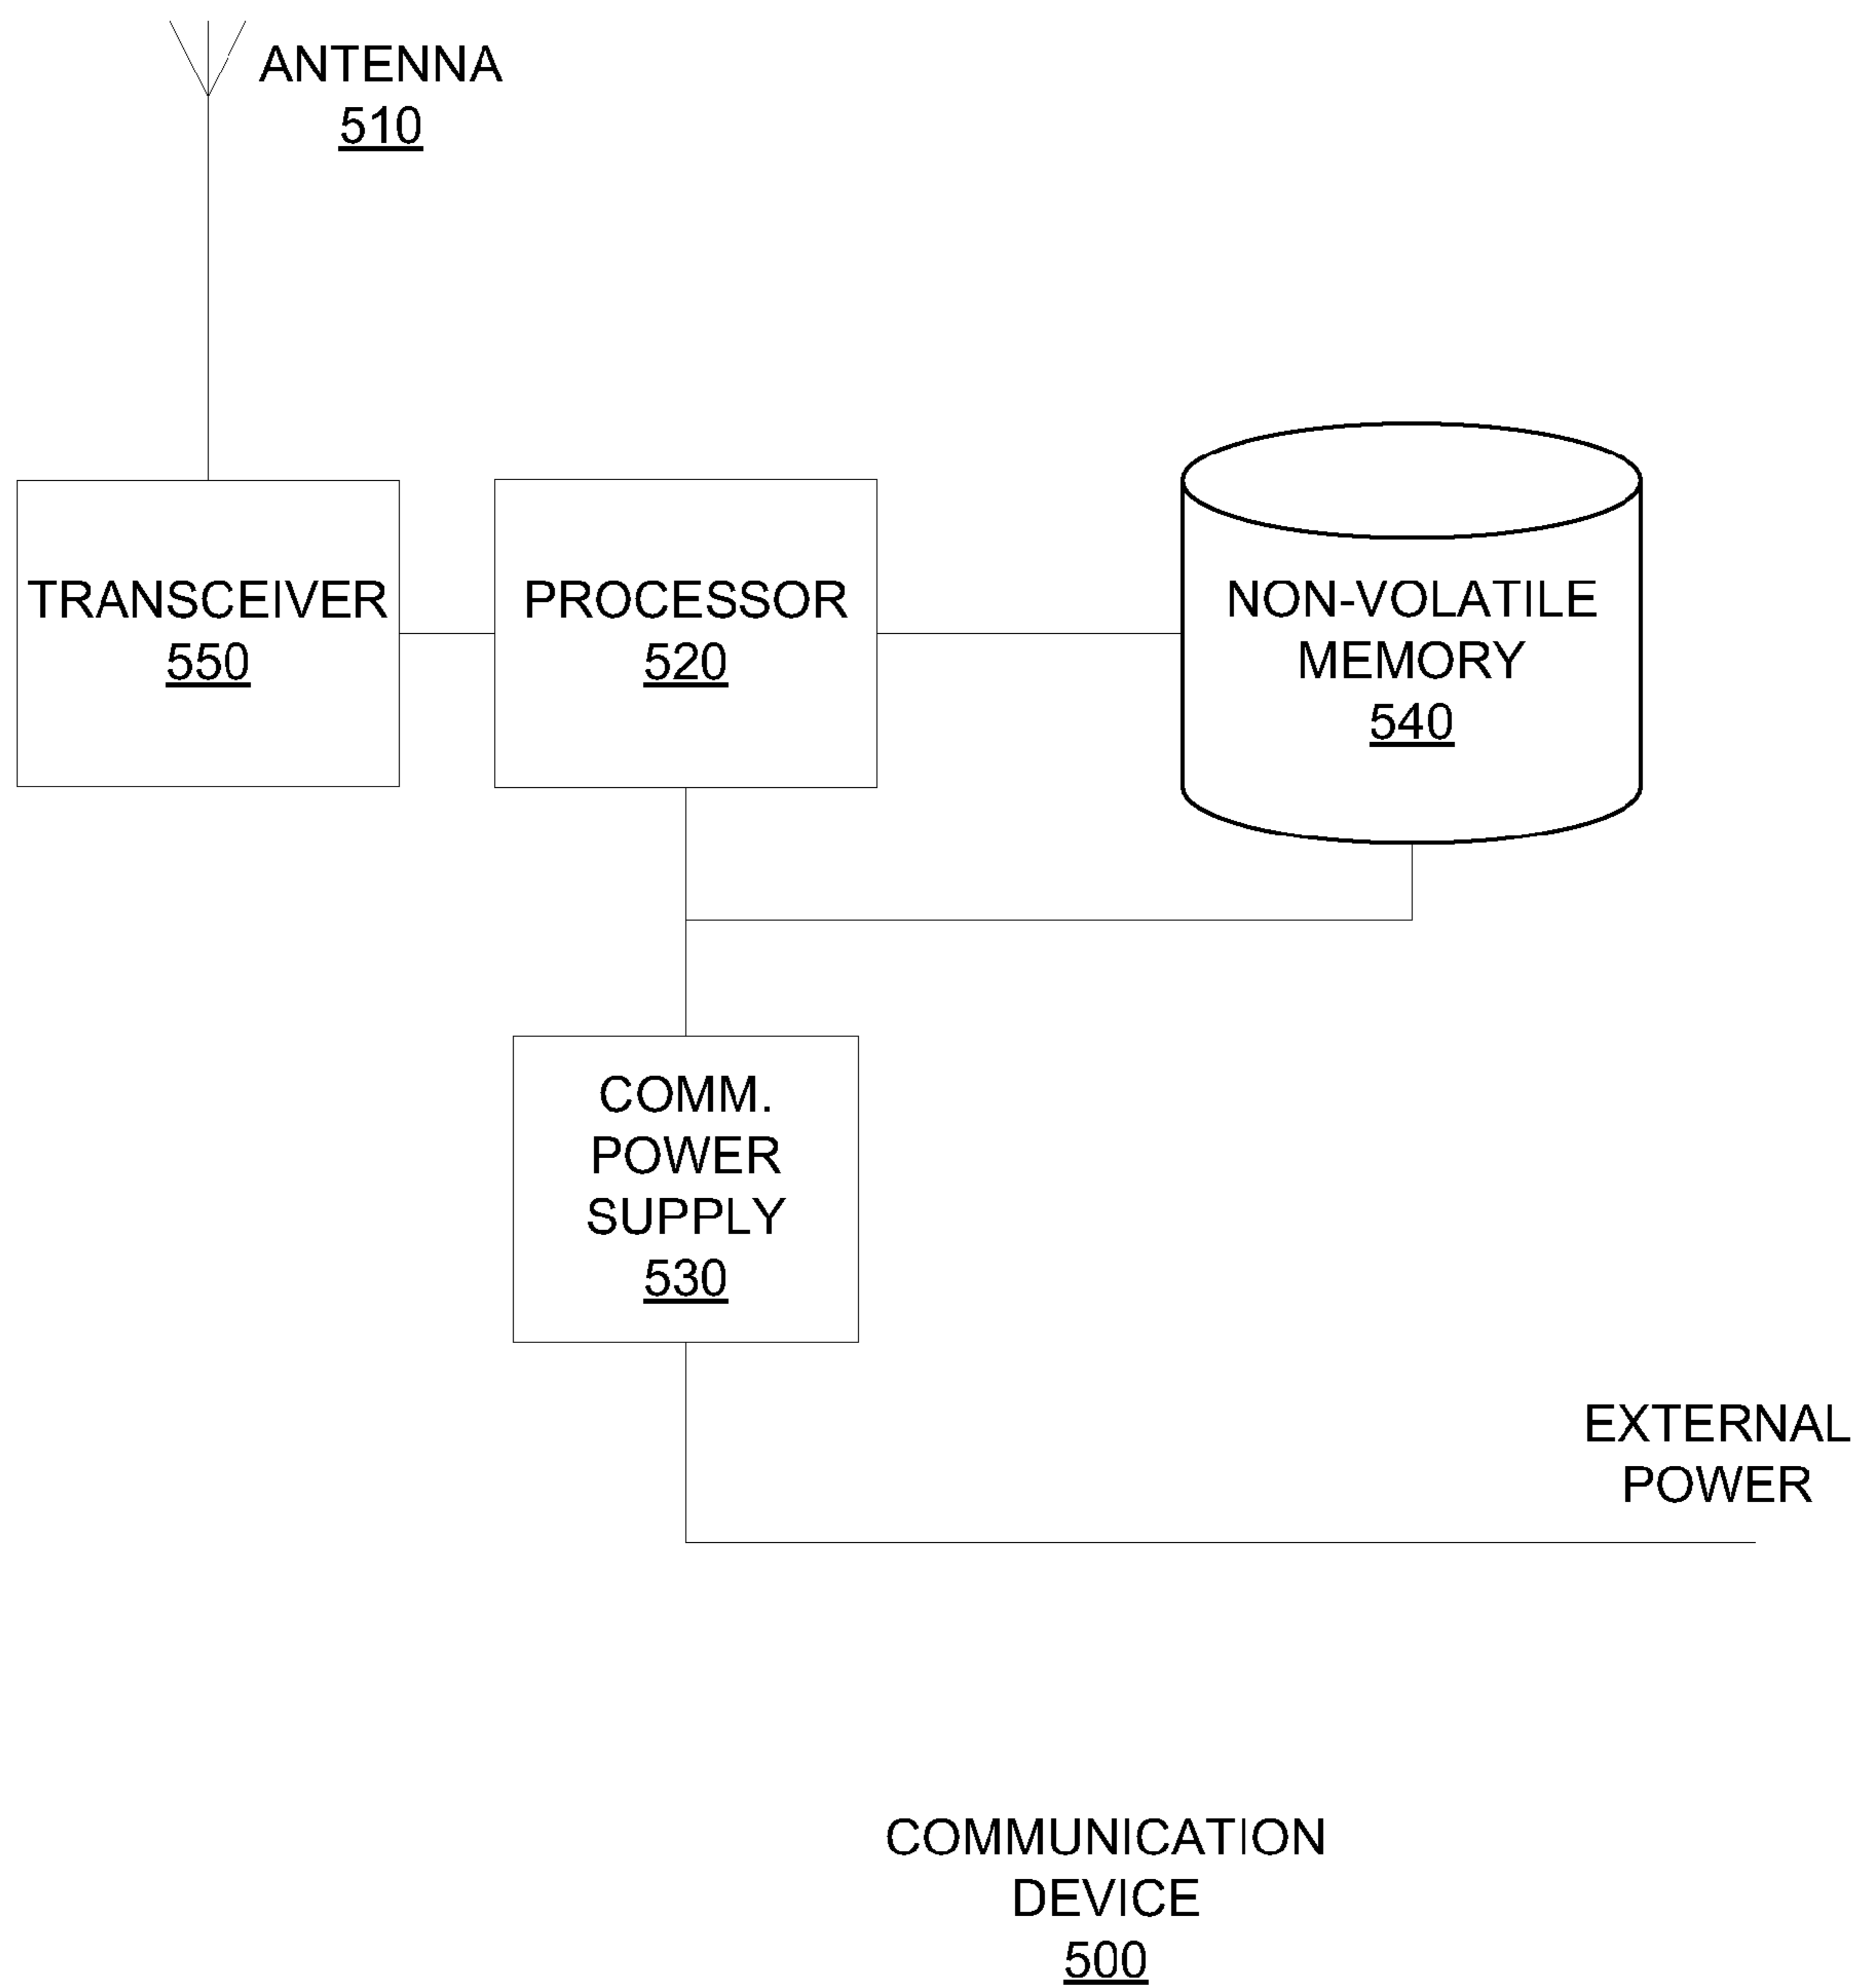 ANTENNA
510
TRANSCEIVER
550
PROCESSOR
520
NON-VOLATILE
MEMORY
540
COMM.
POWER
SUPPLY
530
EXTERNAL
POWER
COMMUNICATION
DEVICE
500